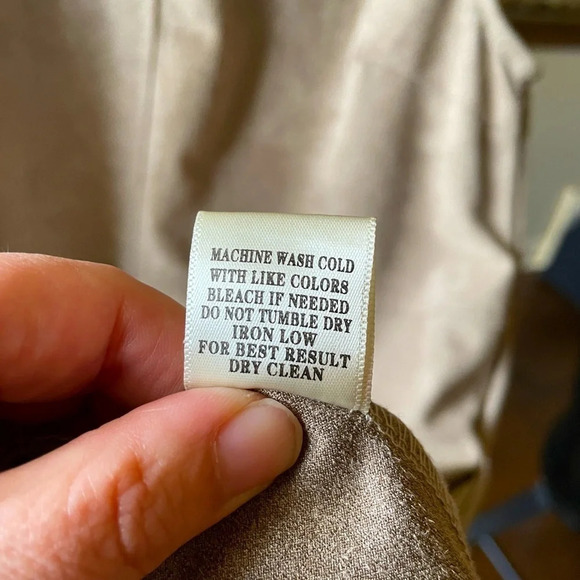 MACHINE WASH COLD
WITH LIKE COLORS
BLEACH IF NEEDED
DO NOT TUMBLE DRY
IRON LOW
FOR BEST RESULT
DRY CLEAN